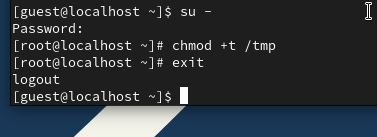 [guest@localhost ~]$ su -
Password:
[root@localhost ~]# chmod +t /tmp
[root@localhost ~]# exit
logout
[guest@localhost ~]$